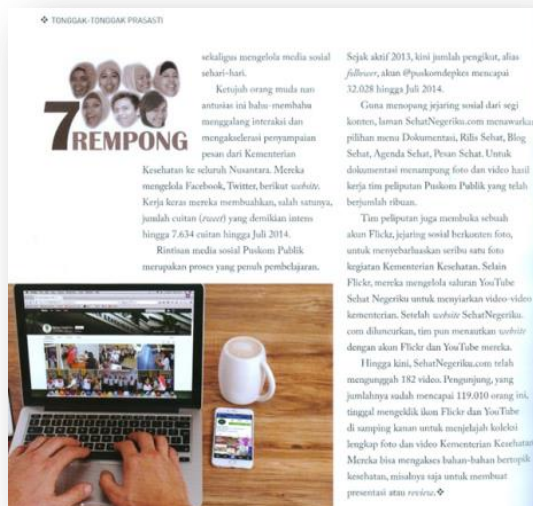 ❖ TONGGAK-TONGGAK PRASASTI
7 REMPONG
sekaligus mengelola media sosial
sehari-hari.
Ketujuh orang muda nan
antusias ini bahu-membahu
menggalang interaksi dan
mengakselerasi penyampaian
pesan dari Kementerian
Kesehatan ke seluruh Nusantara. Mereka
mengelola Facebook, Twitter, berikut website.
Kerja keras mereka membuahkan, salah satunya,
jumlah cuitan (tweet) yang demikian intens
hingga 7.634 cuitan hingga Juli 2014.
Rintisan media sosial Puskom Publik
merupakan proses yang penuh pembelajaran.
Sejak aktif 2013, kini jumlah pengikut, alias
follower, akun @puskomdepkes mencapai
32.028 hingga Juli 2014.
Guna menopang jejaring sosial dari segi
konten, laman SehatNegeriku.com menawarkan
pilihan menu Dokumentasi, Rilis Sehat, Blog
Sehat, Agenda Sehat, Pesan Sehat. Untuk
dokumentasi menampung foto dan video hasil
kerja tim peliputan Puskom Publik yang telah
berjumlah ribuan.
Tim peliputan juga membuka sebuah
akun Flickr, jejaring sosial berkonten foto,
untuk menyebarluaskan seribu satu foto
kegiatan Kementerian Kesehatan. Selain
Flickr, mereka mengelola saluran YouTube
Sehat Negeriku untuk menyiarkan video-video
kementerian. Setelah website SehatNegeriku.
com diluncurkan, tim pun menautkan website
dengan akun Flickr dan YouTube mereka.
Hingga kini, SehatNegeriku.com telah
mengunggah 182 video. Pengunjung, yang
jumlahnya sudah mencapai 119.010 orang ini,
tinggal mengeklik ikon Flickr dan YouTube
di samping kanan untuk menjelajah koleksi
lengkap foto dan video Kementerian Kesehatan.
Mereka bisa mengakses bahan-bahan bertopik
kesehatan, misalnya saja untuk membuat
presentasi atau review.❖